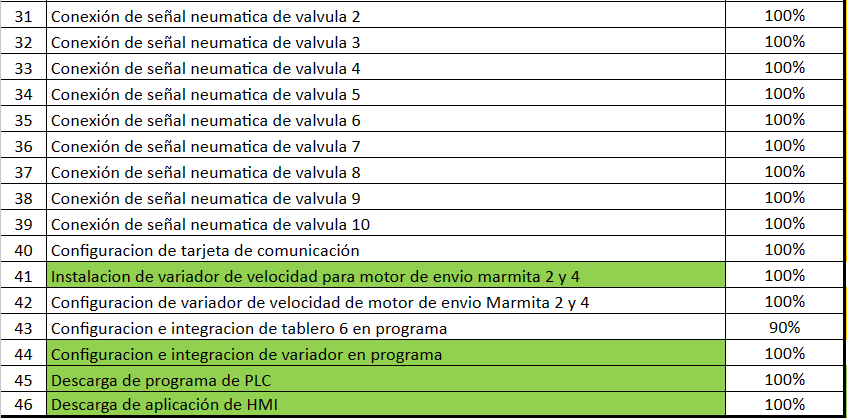 31 Conexión de señal neumatica de valvula 2 100%
32 Conexión de señal neumatica de valvula 3 100%
33 Conexión de señal neumatica de valvula 4 100%
34 Conexión de señal neumatica de valvula 5 100%
35 Conexión de señal neumatica de valvula 6 100%
36 Conexión de señal neumatica de valvula 7 100%
37 Conexión de señal neumatica de valvula 8 100%
38 Conexión de señal neumatica de valvula 9 100%
39 Conexión de señal neumatica de valvula 10 100%
40 Configuracion de tarjeta de comunicación 100%
41 Instalacion de variador de velocidad para motor de envio marmita 2 y 4 100%
42 Configuracion de variador de velocidad de motor de envio Marmita 2 y 4 100%
43 Configuracion e integracion de tablero 6 en programa 90%
44 Configuracion e integracion de variador en programa 100%
45 Descarga de programa de PLC 100%
46 Descarga de aplicación de HMI 100%